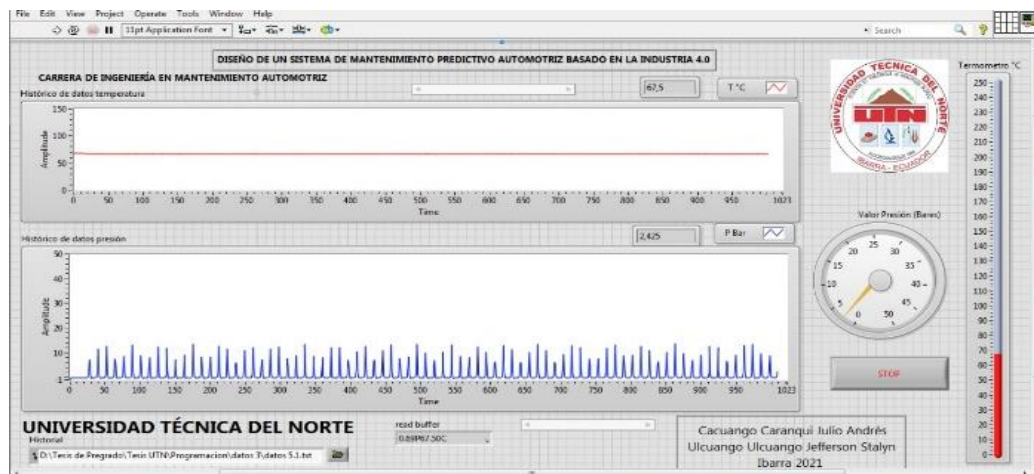 File Edit View Project Operate Tools Window Help
11pt Application Font
Search
DISEÑO DE UN SISTEMA DE MANTENIMIENTO PREDICTIVO AUTOMOTRIZ BASADO EN LA INDUSTRIA 4.0
CARRERA DE INGENIERÍA EN MANTENIMIENTO AUTOMOTRIZ
Histórico de datos temperatura
67,5
T °C
150
100
50
0
Amplitude
0 50 100 150 200 250 300 350 400 450 500 550 600 650 700 750 800 850 900 950 1023
Time
Histórico de datos presión
2,425
P Bar
50
40
30
20
10
1
Amplitude
0 50 100 150 200 250 300 350 400 450 500 550 600 650 700 750 800 850 900 950 1023
Time
UNIVERSIDAD TÉCNICA DEL NORTE
UTN
IBARRA - ECUADOR
Valor Presión (Bares)
0 5 10 15 20 25 30 35 40 45 50
STOP
Termometro °C
250
240
230
220
210
200
190
180
170
160
150
140
130
120
110
100
90
80
70
60
50
40
30
20
10
0
UNIVERSIDAD TÉCNICA DEL NORTE
Historial
D:\Tesis de Pregrado\Tesis UTN\Programacion\datos 3\datos 5.1.txt
read buffer
0.89P67.50C
Cacuango Caranqui Julio Andrés
Ulcuango Ulcuango Jefferson Stalyn
Ibarra 2021